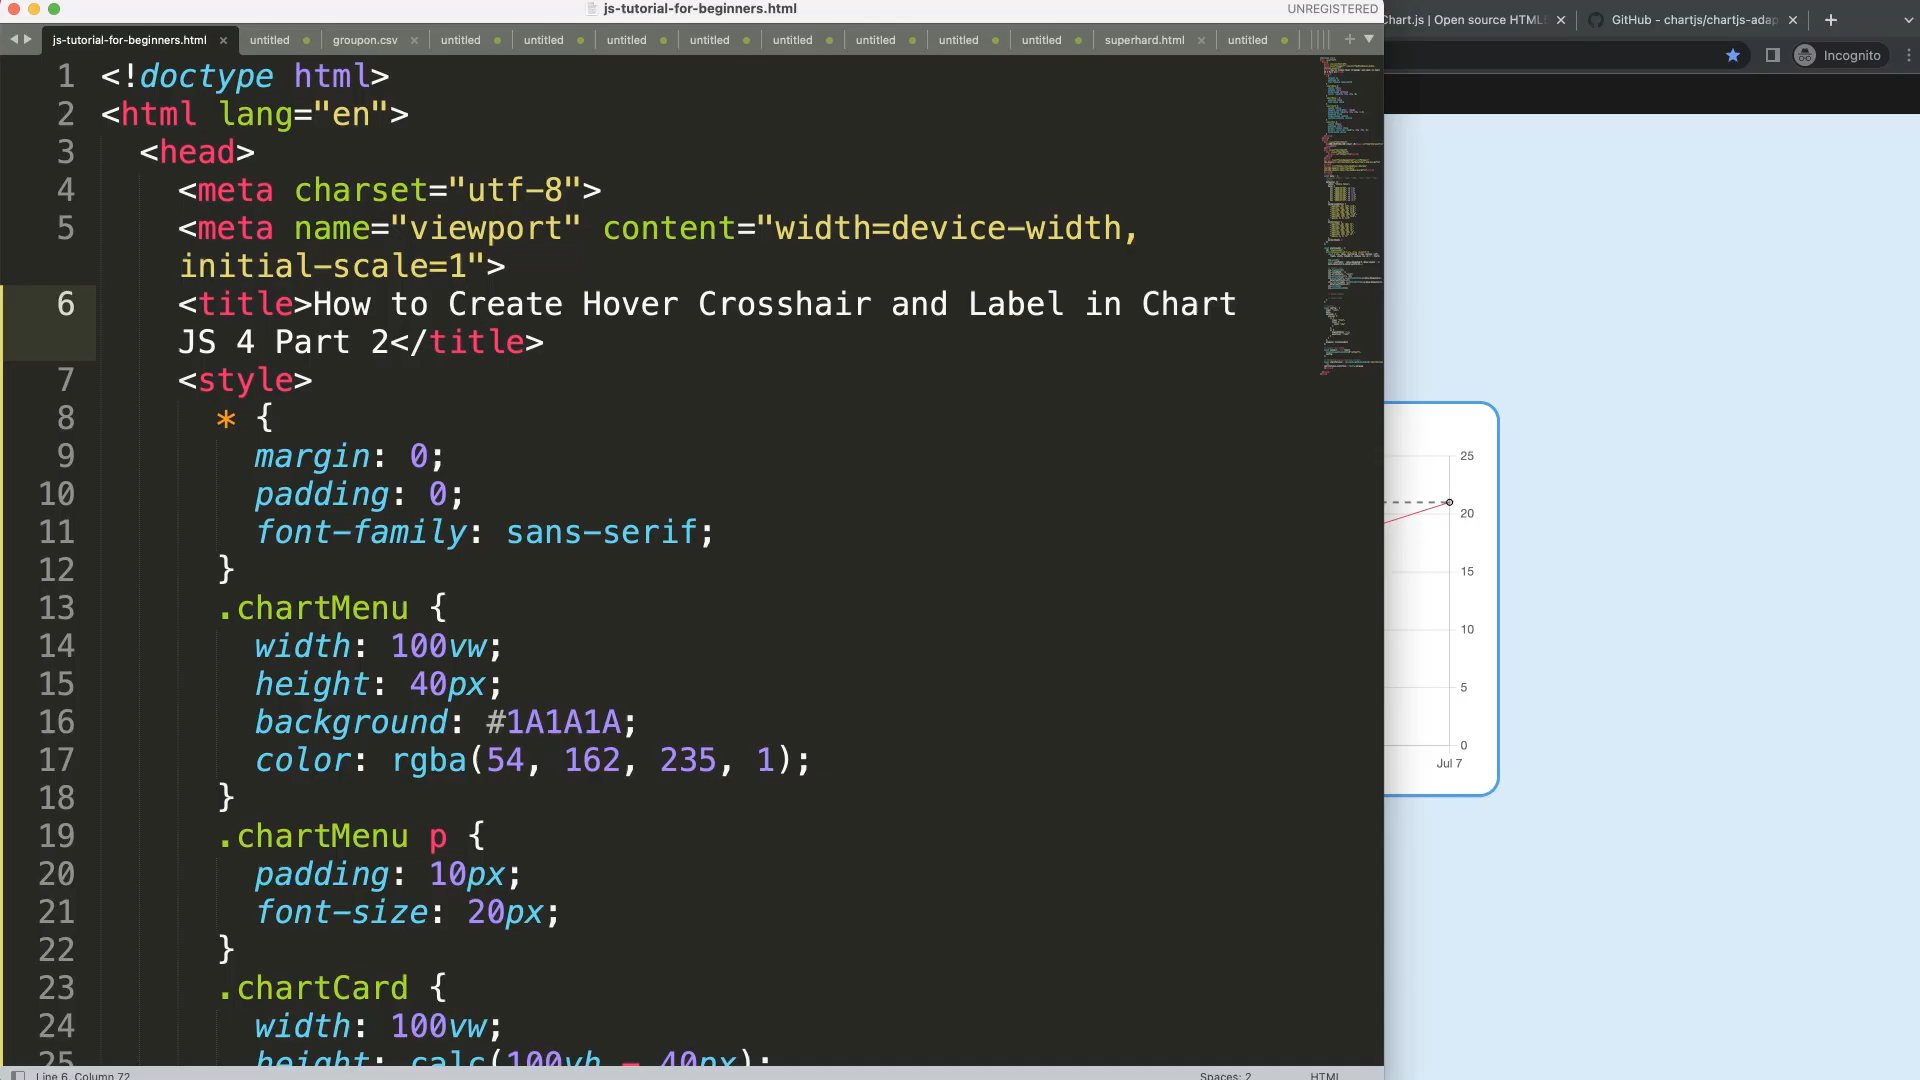 js-tutorial-for-beginners.html
UNREGISTERED
js-tutorial-for-beginners.html × untitled groupon.csv × untitled untitled untitled untitled untitled untitled untitled untitled superhard.html × untitled + 
Chart.js | Open source HTML5 × GitHub - chartjs/chartjs-adap × +
Incognito
1 <!doctype html>
2 <html lang="en">
3 <head>
4 <meta charset="utf-8">
5 <meta name="viewport" content="width=device-width,
initial-scale=1">
6 <title>How to Create Hover Crosshair and Label in Chart
JS 4 Part 2</title>
7 <style>
8 * {
9 margin: 0;
10 padding: 0;
11 font-family: sans-serif;
12 }
13 .chartMenu {
14 width: 100vw;
15 height: 40px;
16 background: #1A1A1A;
17 color: rgba(54, 162, 235, 1);
18 }
19 .chartMenu p {
20 padding: 10px;
21 font-size: 20px;
22 }
23 .chartCard {
24 width: 100vw;
25 height: calc(100vh - 40px);
25
20
15
10
5
0
Jul 7
Line 6, Column 72
Spaces: 2
HTML